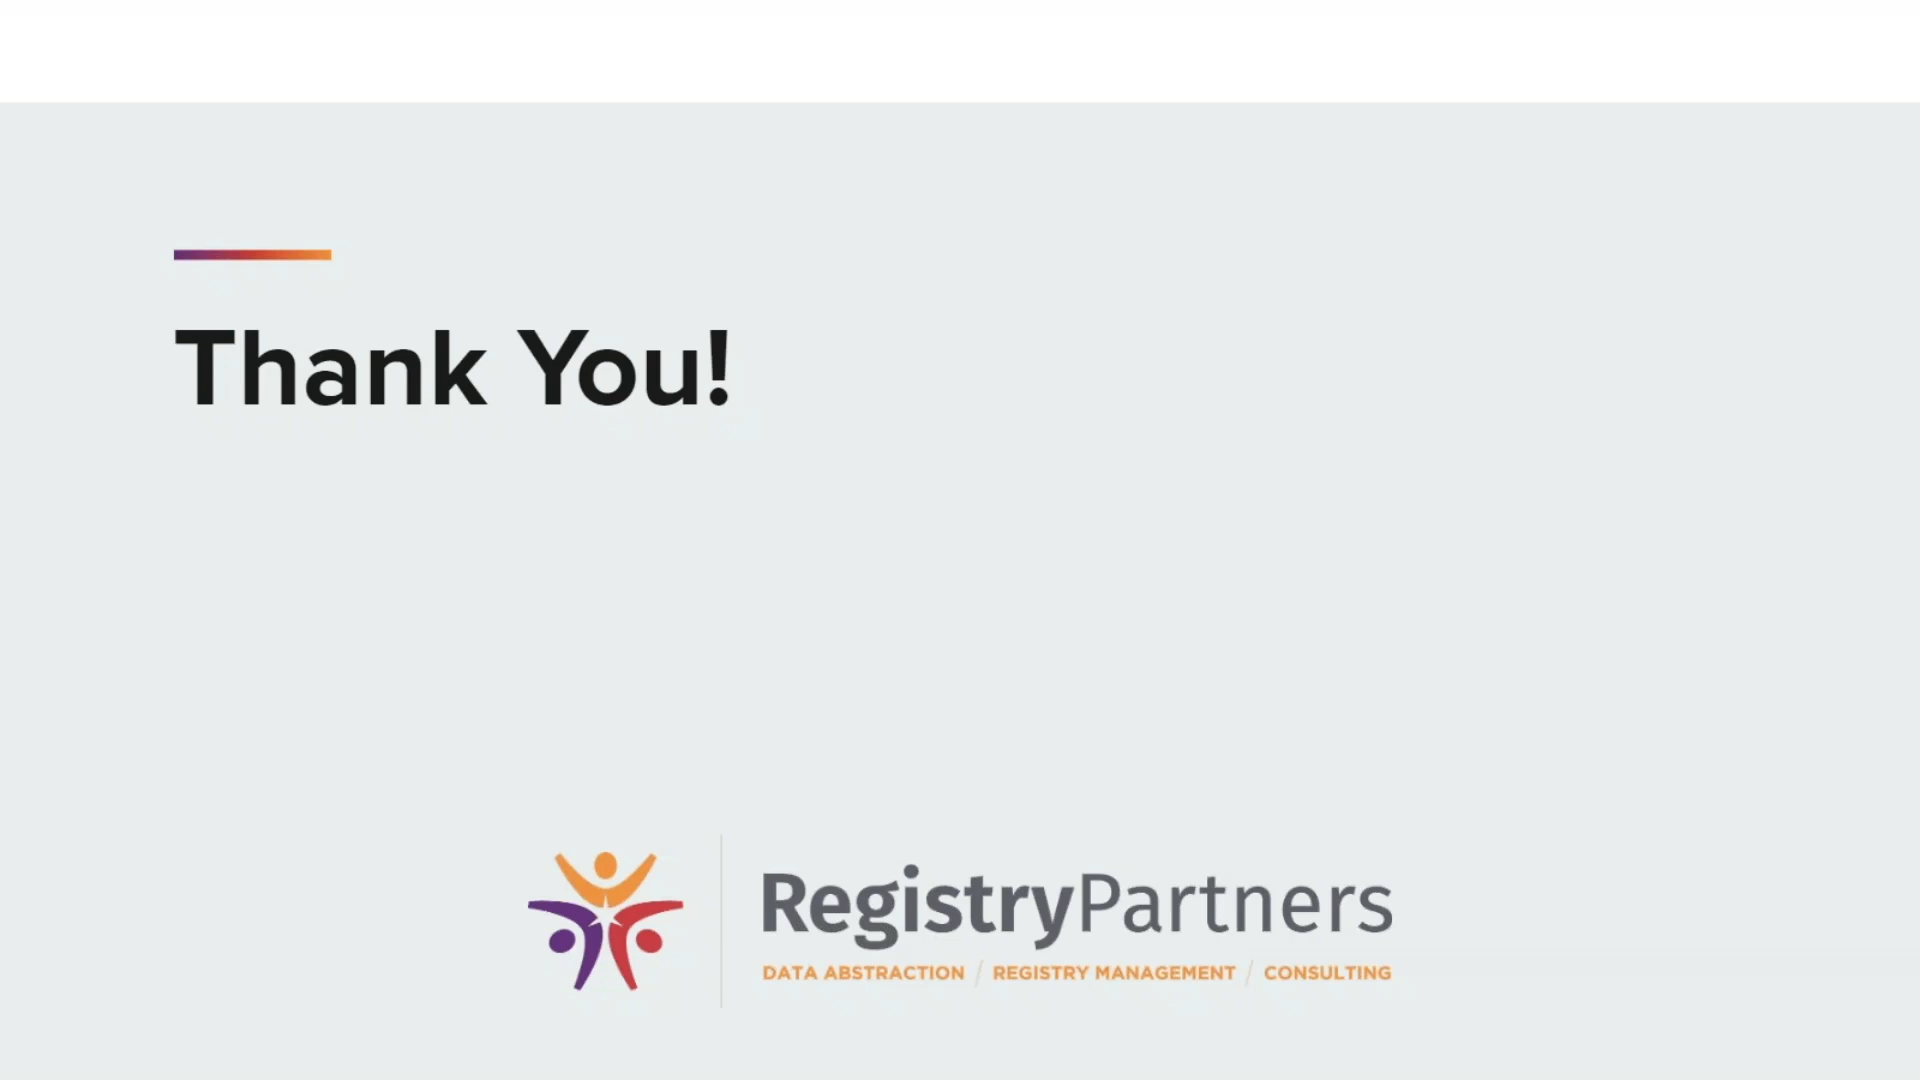 Thank You!
RegistryPartners
DATA ABSTRACTION / REGISTRY MANAGEMENT / CONSULTING